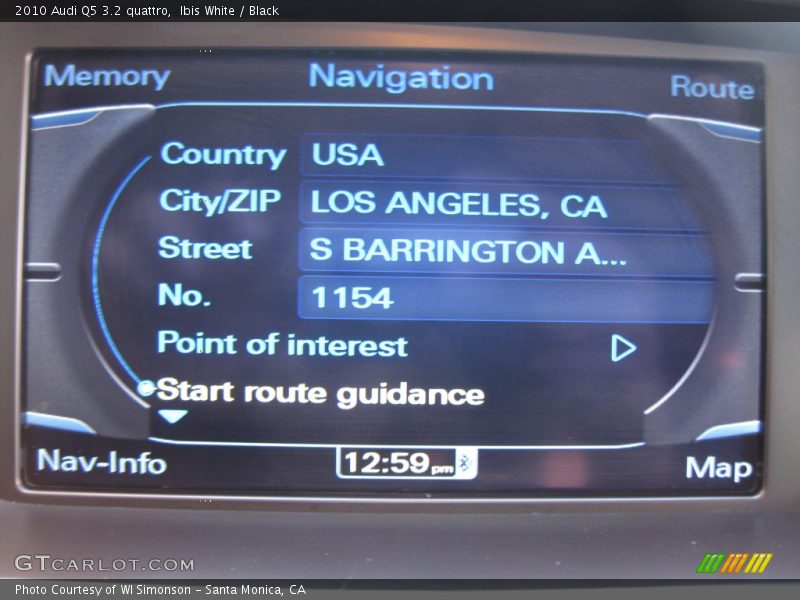 2010 Audi Q5 3.2 quattro, Ibis White / Black
Memory Navigation Route
Country USA
City/ZIP LOS ANGELES, CA
Street S BARRINGTON A...
No. 1154
Point of interest
Start route guidance
Nav-Info 12:59 pm Map
GTCARLOT.COM
Photo Courtesy of WI Simonson – Santa Monica, CA